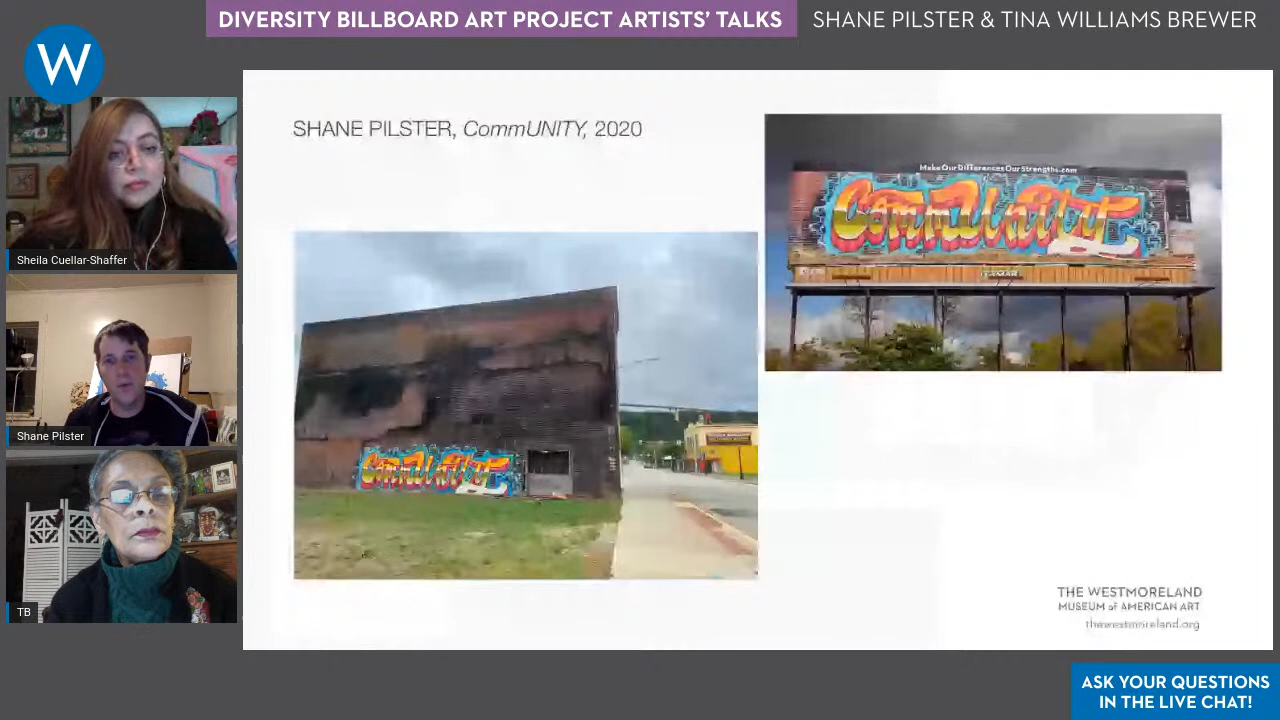 DIVERSITY BILLBOARD ART PROJECT ARTISTS' TALKS
SHANE PILSTER & TINA WILLIAMS BREWER
W
Sheila Cuellar-Shaffer
Shane Pilster
TB
SHANE PILSTER, CommUNITY, 2020
MakeOurDifferencesOurStrengths.com
CommUNITY
CommUNITY
THE WESTMORELAND
MUSEUM of AMERICAN ART
thewestmoreland.org
ASK YOUR QUESTIONS
IN THE LIVE CHAT!